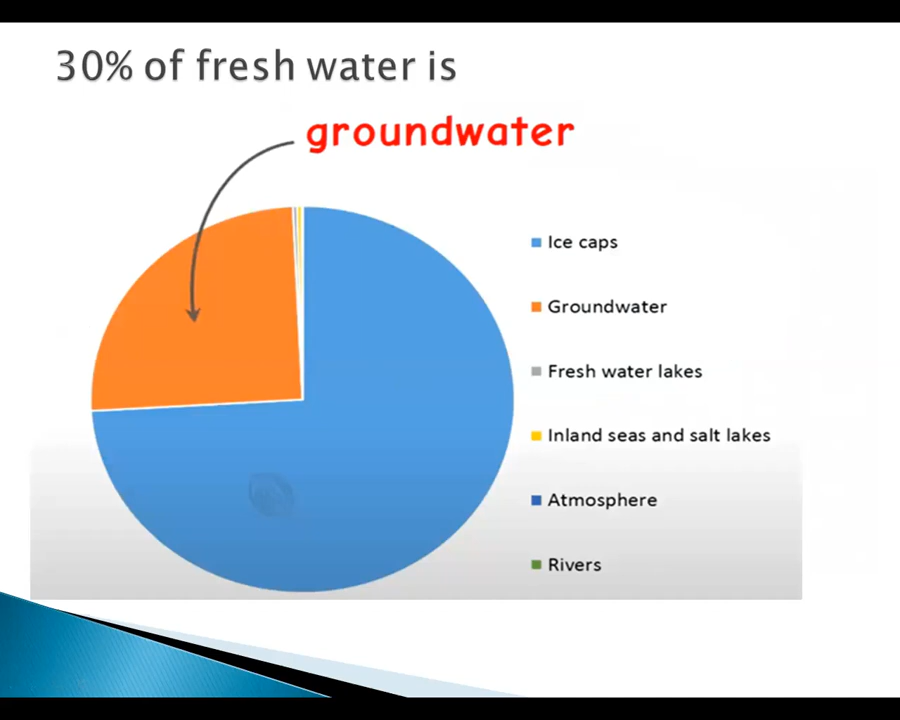 30% of fresh water is
groundwater
Ice caps
Groundwater
Fresh water lakes
Inland seas and salt lakes
Atmosphere
Rivers